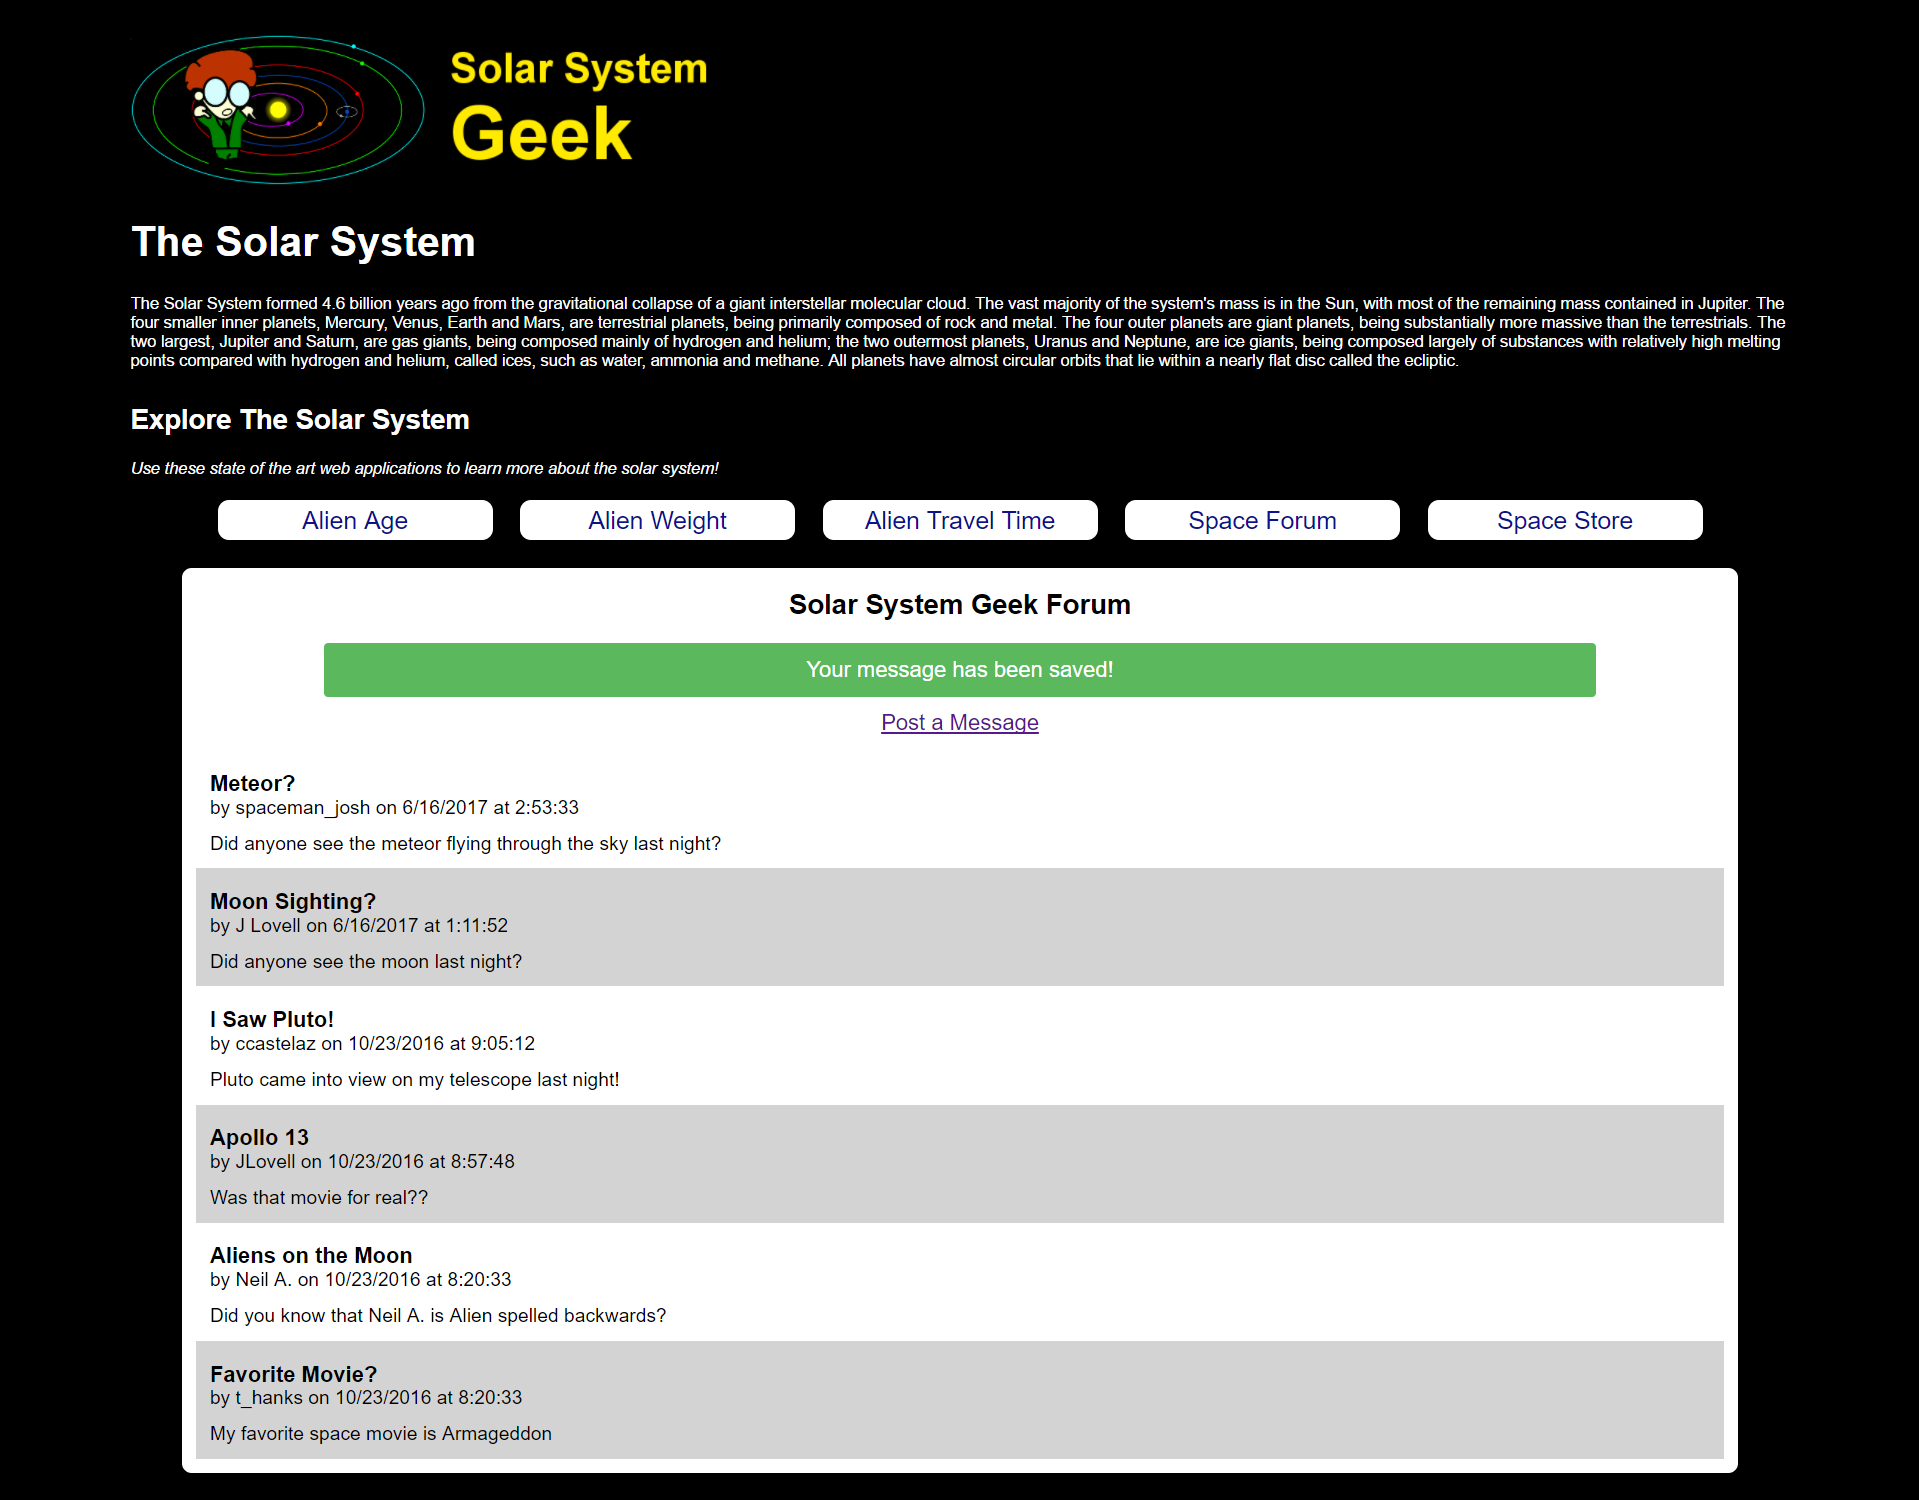 Solar System
Geek
The Solar System
The Solar System formed 4.6 billion years ago from the gravitational collapse of a giant interstellar molecular cloud. The vast majority of the system's mass is in the Sun, with most of the remaining mass contained in Jupiter. The
four smaller inner planets, Mercury, Venus, Earth and Mars, are terrestrial planets, being primarily composed of rock and metal. The four outer planets are giant planets, being substantially more massive than the terrestrials. The
two largest, Jupiter and Saturn, are gas giants, being composed mainly of hydrogen and helium; the two outermost planets, Uranus and Neptune, are ice giants, being composed largely of substances with relatively high melting
points compared with hydrogen and helium, called ices, such as water, ammonia and methane. All planets have almost circular orbits that lie within a nearly flat disc called the ecliptic.
Explore The Solar System
Use these state of the art web applications to learn more about the solar system!
Alien Age
Alien Weight
Alien Travel Time
Space Forum
Space Store
Solar System Geek Forum
Your message has been saved!
Post a Message
Meteor?
by spaceman_josh on 6/16/2017 at 2:53:33
Did anyone see the meteor flying through the sky last night?
Moon Sighting?
by J Lovell on 6/16/2017 at 1:11:52
Did anyone see the moon last night?
I Saw Pluto!
by ccastelaz on 10/23/2016 at 9:05:12
Pluto came into view on my telescope last night!
Apollo 13
by JLovell on 10/23/2016 at 8:57:48
Was that movie for real??
Aliens on the Moon
by Neil A. on 10/23/2016 at 8:20:33
Did you know that Neil A. is Alien spelled backwards?
Favorite Movie?
by t_hanks on 10/23/2016 at 8:20:33
My favorite space movie is Armageddon